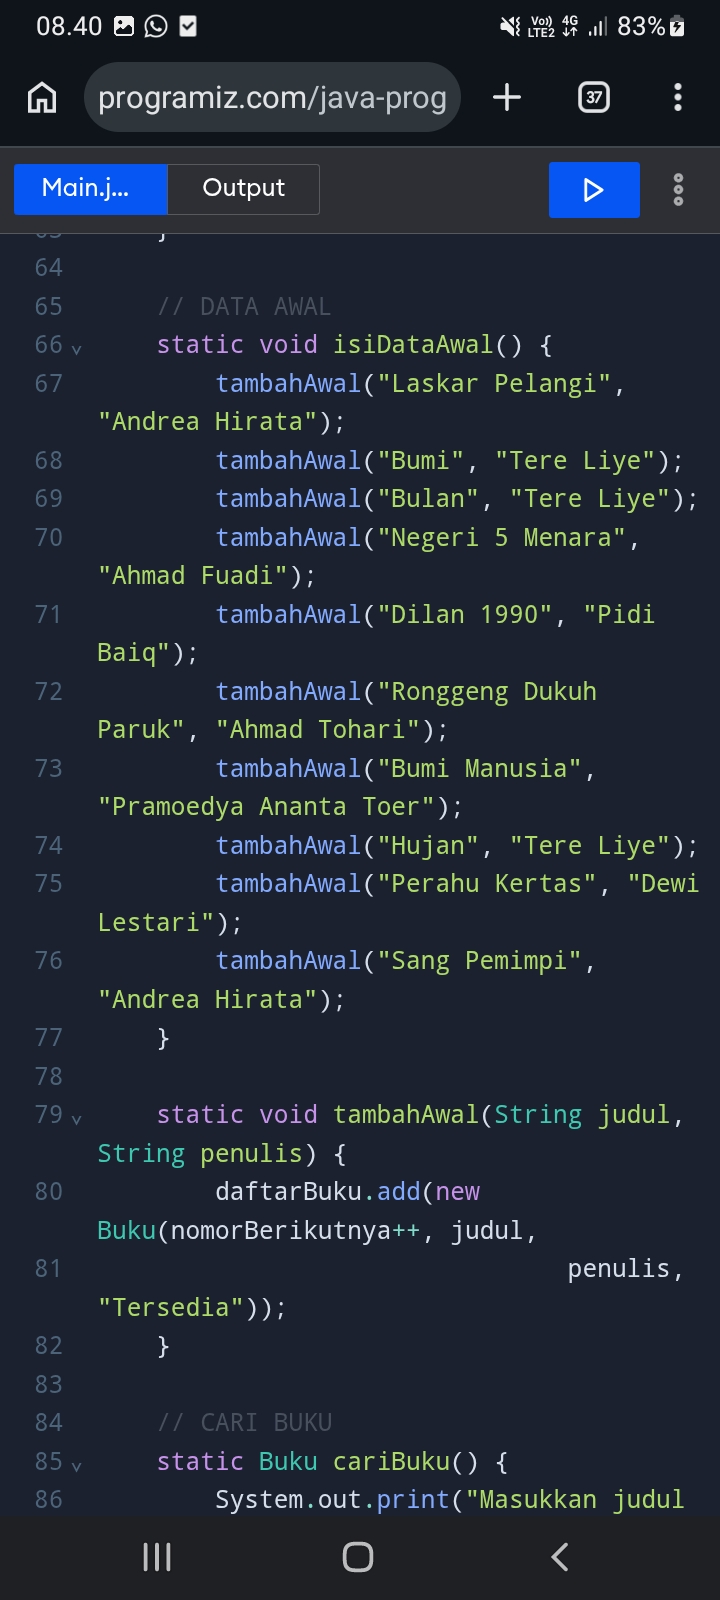 08.40
Vo)) 4G
LTE2
83%
programiz.com/java-prog
37
Main.j... Output
63 }
64
65 // DATA AWAL
66 static void isiDataAwal() {
67 tambahAwal("Laskar Pelangi",
"Andrea Hirata");
68 tambahAwal("Bumi", "Tere Liye");
69 tambahAwal("Bulan", "Tere Liye");
70 tambahAwal("Negeri 5 Menara",
"Ahmad Fuadi");
71 tambahAwal("Dilan 1990", "Pidi
Baiq");
72 tambahAwal("Ronggeng Dukuh
Paruk", "Ahmad Tohari");
73 tambahAwal("Bumi Manusia",
"Pramoedya Ananta Toer");
74 tambahAwal("Hujan", "Tere Liye");
75 tambahAwal("Perahu Kertas", "Dewi
Lestari");
76 tambahAwal("Sang Pemimpi",
"Andrea Hirata");
77 }
78
79 static void tambahAwal(String judul,
String penulis) {
80 daftarBuku.add(new
Buku(nomorBerikutnya++, judul,
81 penulis,
"Tersedia"));
82 }
83
84 // CARI BUKU
85 static Buku cariBuku() {
86 System.out.print("Masukkan judul